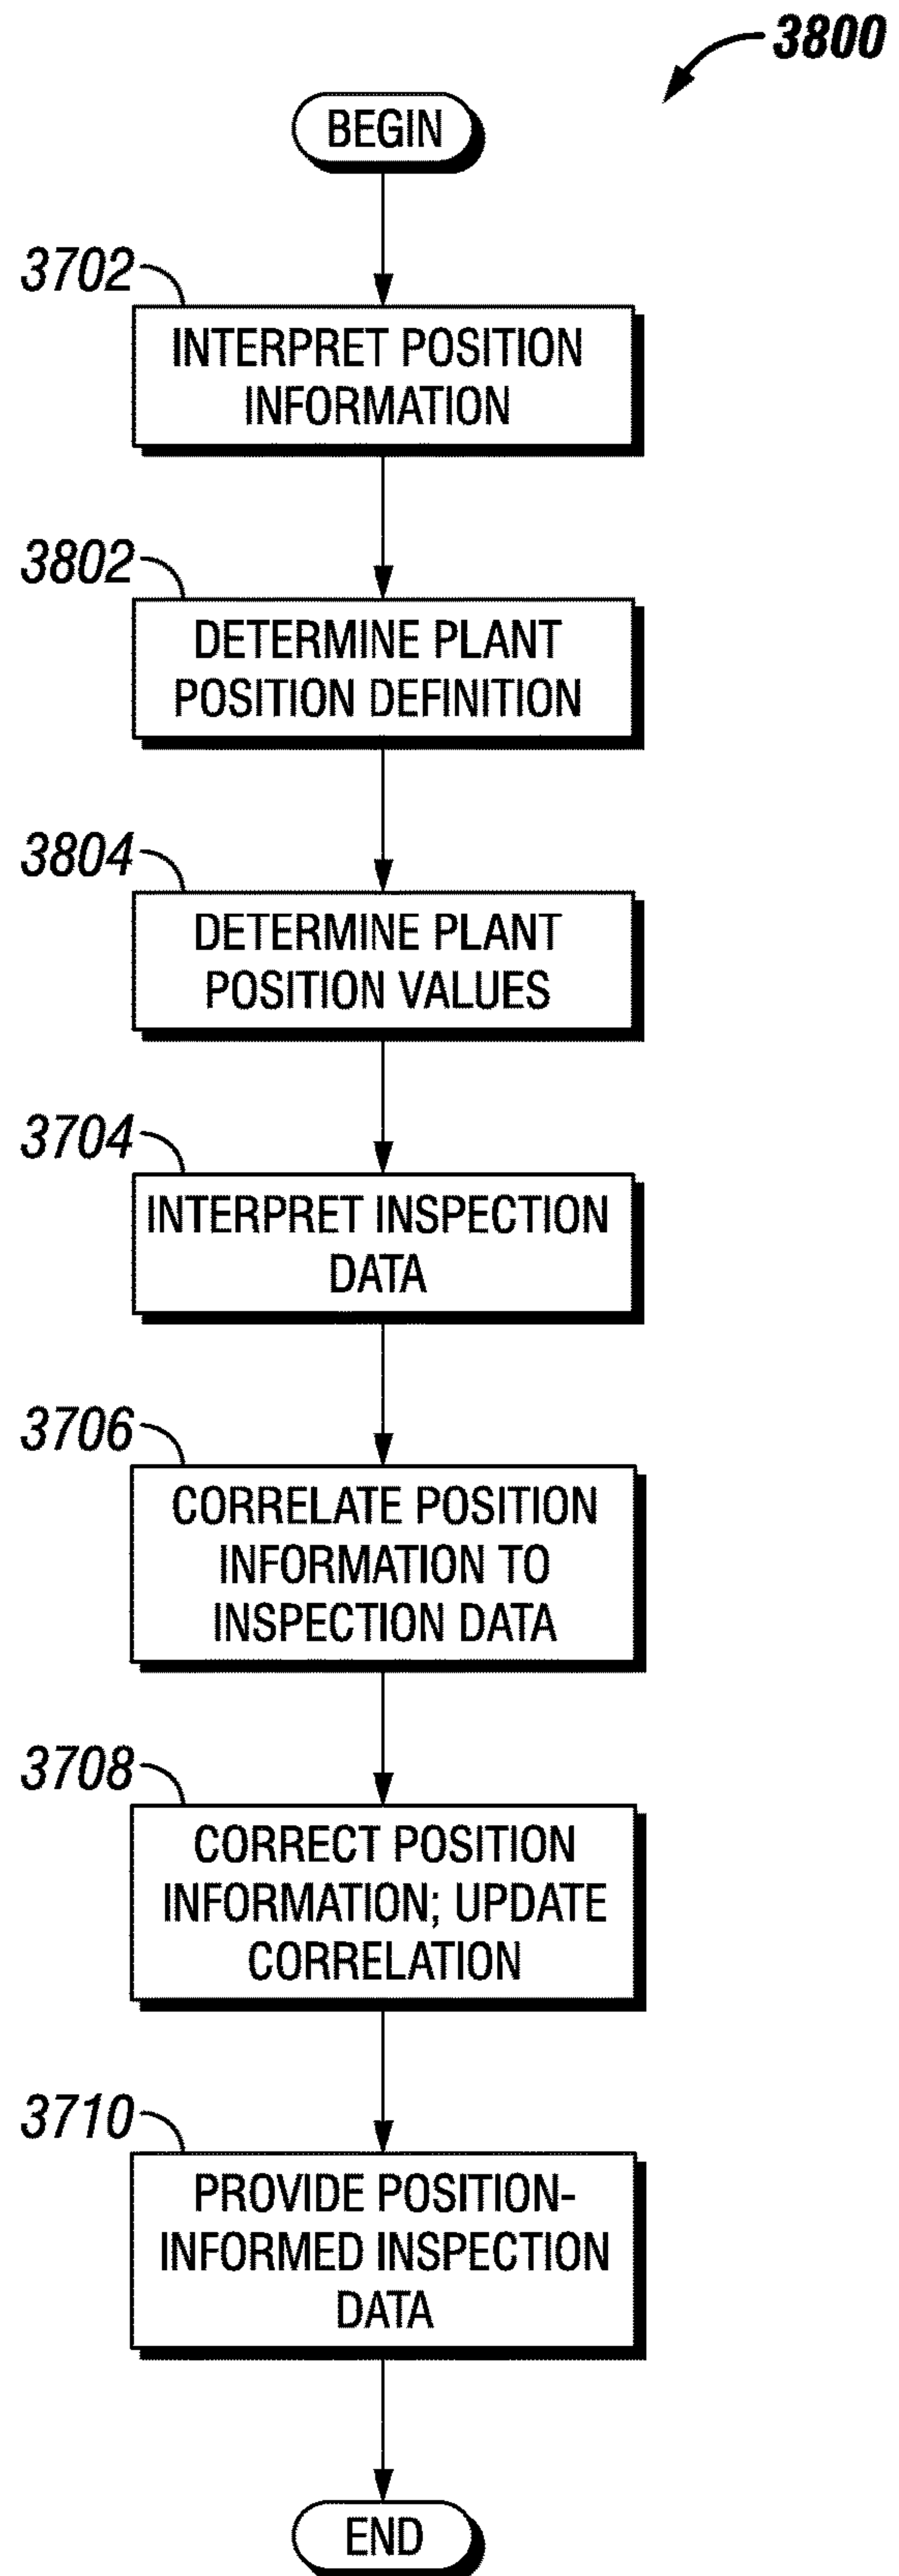 3800
BEGIN
3702
INTERPRET POSITION
INFORMATION
3802
DETERMINE PLANT
POSITION DEFINITION
3804
DETERMINE PLANT
POSITION VALUES
3704
INTERPRET INSPECTION
DATA
3706
CORRELATE POSITION
INFORMATION TO
INSPECTION DATA
3708
CORRECT POSITION
INFORMATION; UPDATE
CORRELATION
3710
PROVIDE POSITION-
INFORMED INSPECTION
DATA
END